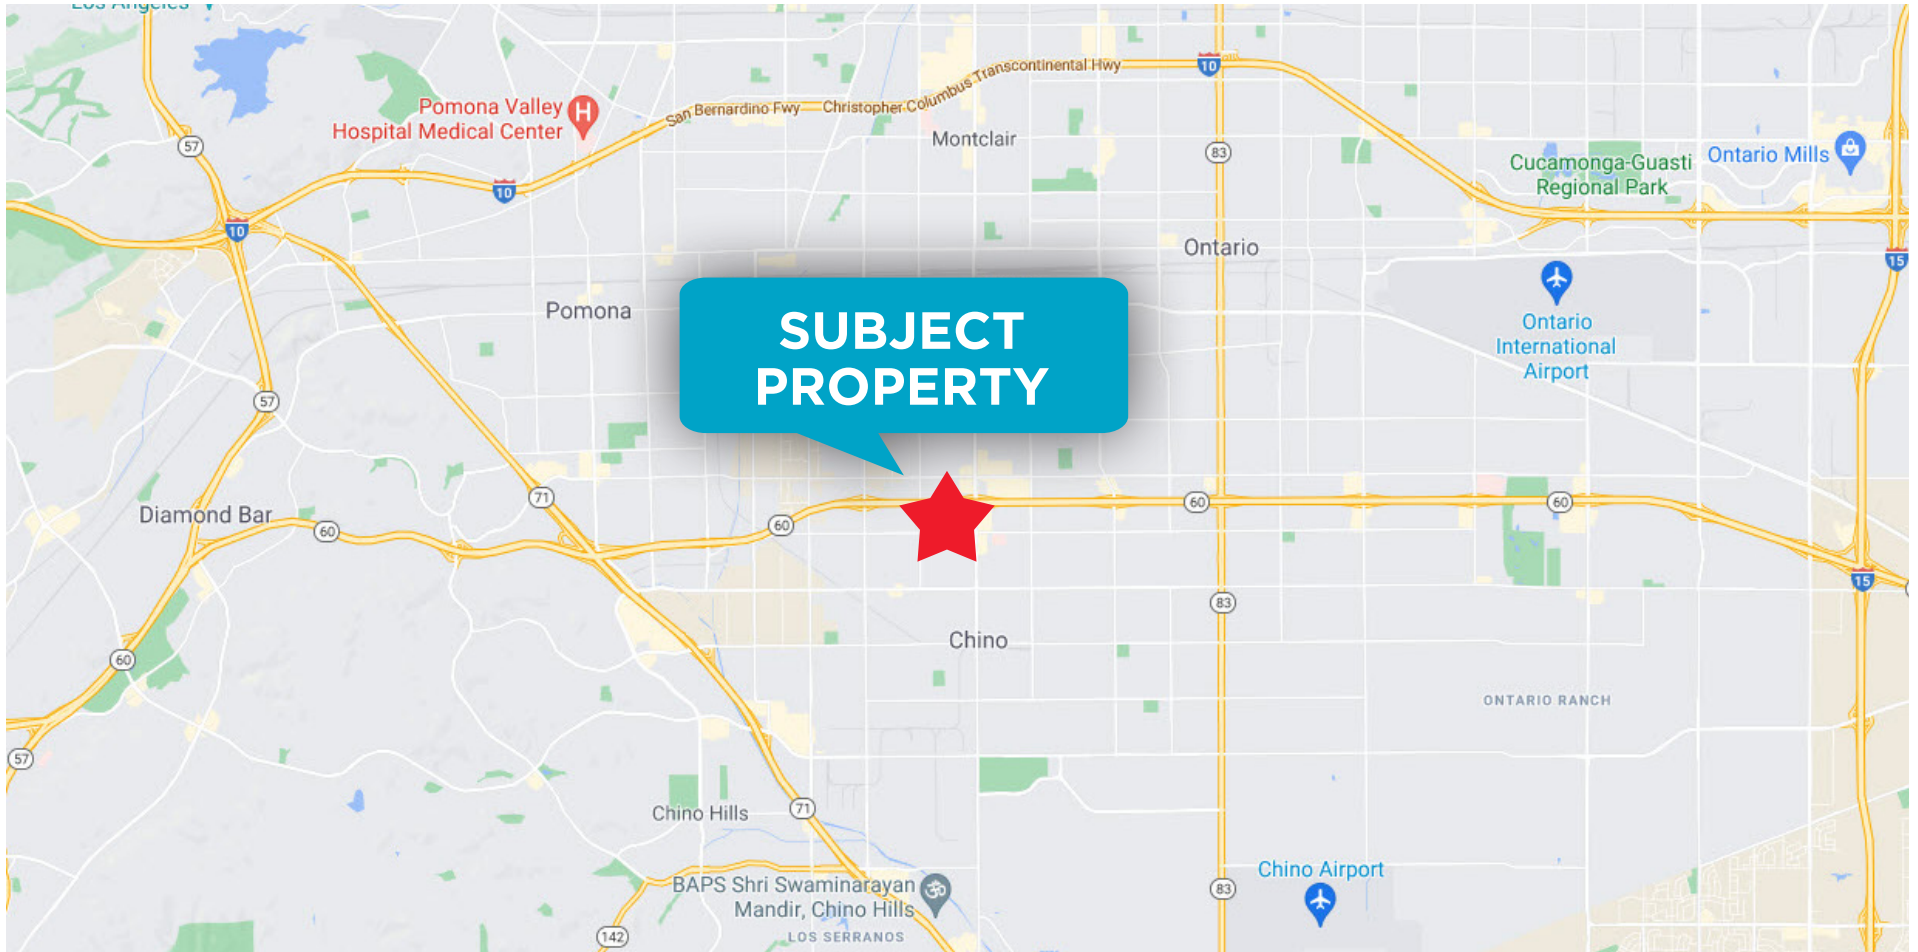 Los Angeles
57
Pomona Valley
Hospital Medical Center
H
10
San Bernardino Fwy
Christopher Columbus Transcontinental Hwy
10
Montclair
83
Cucamonga-Guasti
Regional Park
Ontario Mills
10
Ontario
15
Pomona
SUBJECT
PROPERTY
Ontario
International
Airport
57
71
Diamond Bar
60
60
60
60
15
83
Chino
60
ONTARIO RANCH
57
Chino Hills
71
Chino Airport
BAPS Shri Swaminarayan
Mandir, Chino Hills
ॐ
83
142
LOS SERRANOS